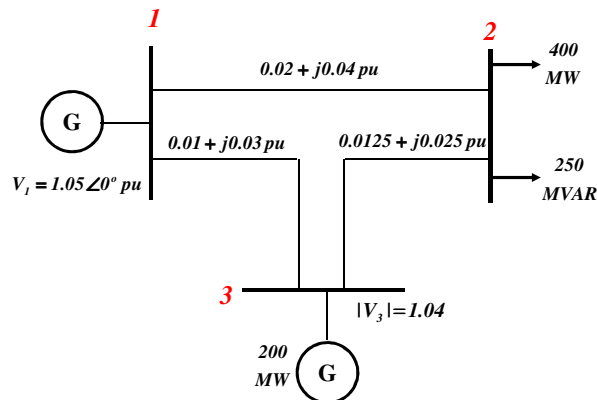 1
2
400
MW
0.02 + j0.04 pu
G
0.01 + j0.03 pu
0.0125 + j0.025 pu
V₁ = 1.05∠0° pu
250
MVAR
3
|V₃| = 1.04
200
MW
G